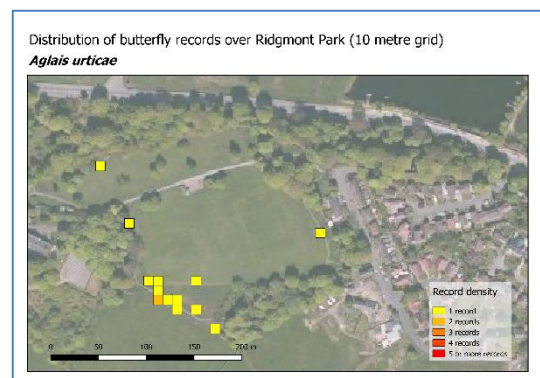 Distribution of butterfly records over Ridgmont Park (10 metre grid)
Aglais urticae
Record density
1 record
2 records
3 records
4 records
5 or more records
0 50 100 150 200 m